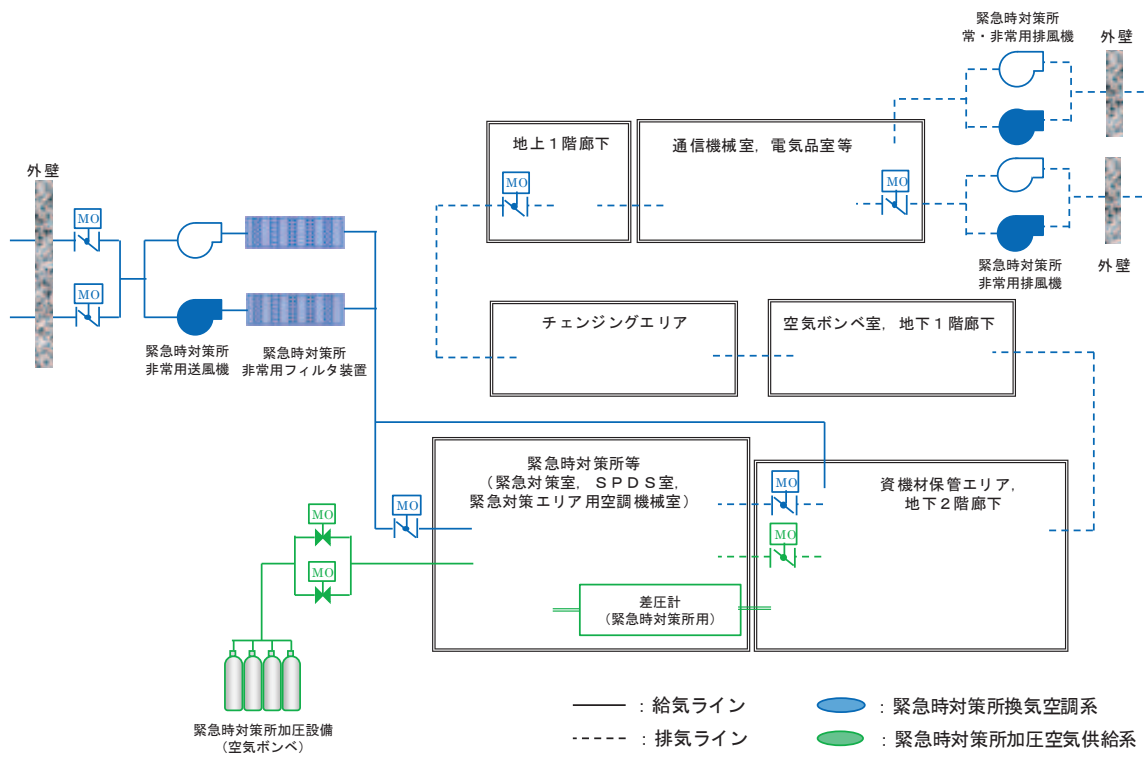 緊急時対策所
常・非常用排風機
外壁
外壁
地上1階廊下
通信機械室，電気品室等
MO
MO
MO
MO
緊急時対策所
非常用排風機
外壁
緊急時対策所
非常用送風機
緊急時対策所
非常用フィルタ装置
チェンジングエリア
空気ボンベ室，地下1階廊下
緊急時対策所等
（緊急対策室，ＳＰＤＳ室，
緊急対策エリア用空調機械室）
資機材保管エリア，
地下2階廊下
MO
MO
MO
MO
MO
差圧計
（緊急時対策所用）
緊急時対策所加圧設備
（空気ボンベ）
：給気ライン
：排気ライン
：緊急時対策所換気空調系
：緊急時対策所加圧空気供給系